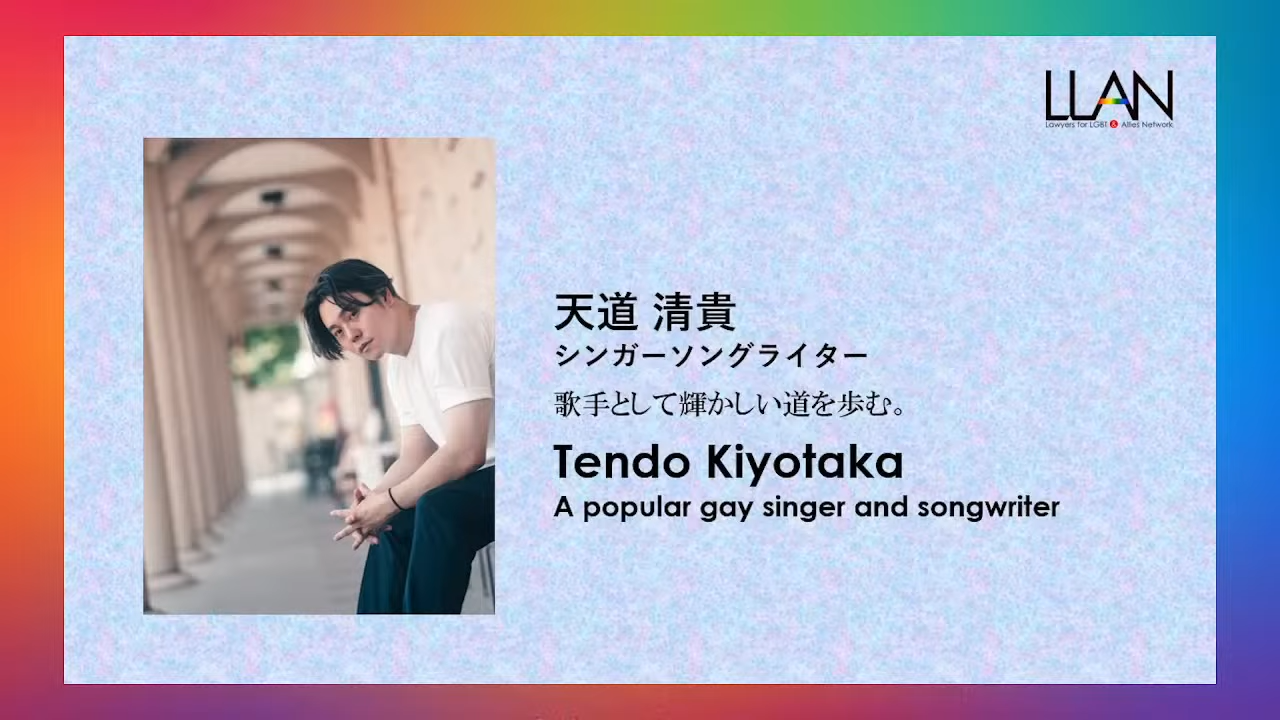 LLAN
Lawyers for LGBT & Allies Network
天道 清貴
シンガーソングライター
歌手として輝かしい道を歩む。
Tendo Kiyotaka
A popular gay singer and songwriter